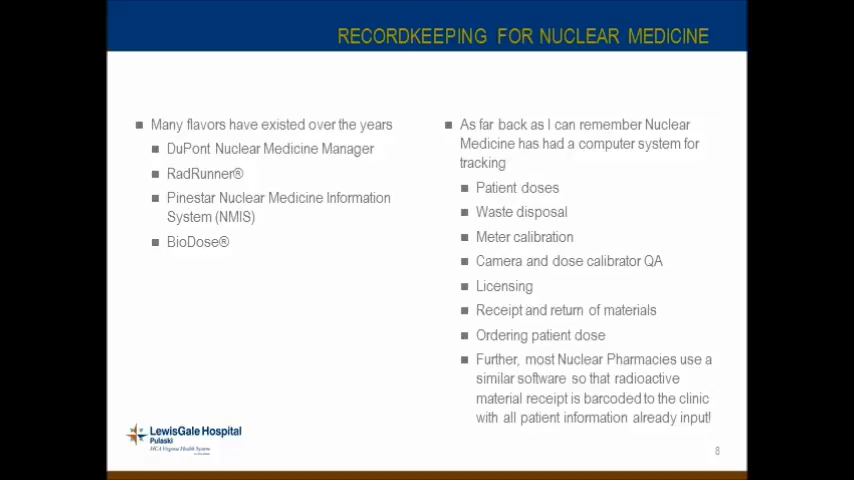 RECORDKEEPING FOR NUCLEAR MEDICINE
Many flavors have existed over the years
DuPont Nuclear Medicine Manager
RadRunner®
Pinestar Nuclear Medicine Information
System (NMIS)
BioDose®
As far back as I can remember Nuclear
Medicine has had a computer system for
tracking
Patient doses
Waste disposal
Meter calibration
Camera and dose calibrator QA
Licensing
Receipt and return of materials
Ordering patient dose
Further, most Nuclear Pharmacies use a
similar software so that radioactive
material receipt is barcoded to the clinic
with all patient information already input!
LewisGale Hospital
Pulaski
HCA Virginia Health System
8